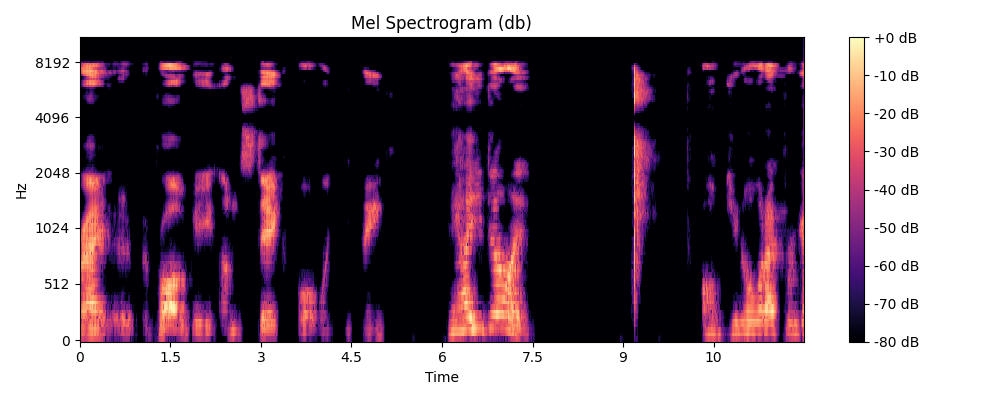 Mel Spectrogram (db)
8192
4096
2048
1024
512
0
Hz
0 1.5 3 4.5 6 7.5 9 10
Time
+0 dB
-10 dB
-20 dB
-30 dB
-40 dB
-50 dB
-60 dB
-70 dB
-80 dB